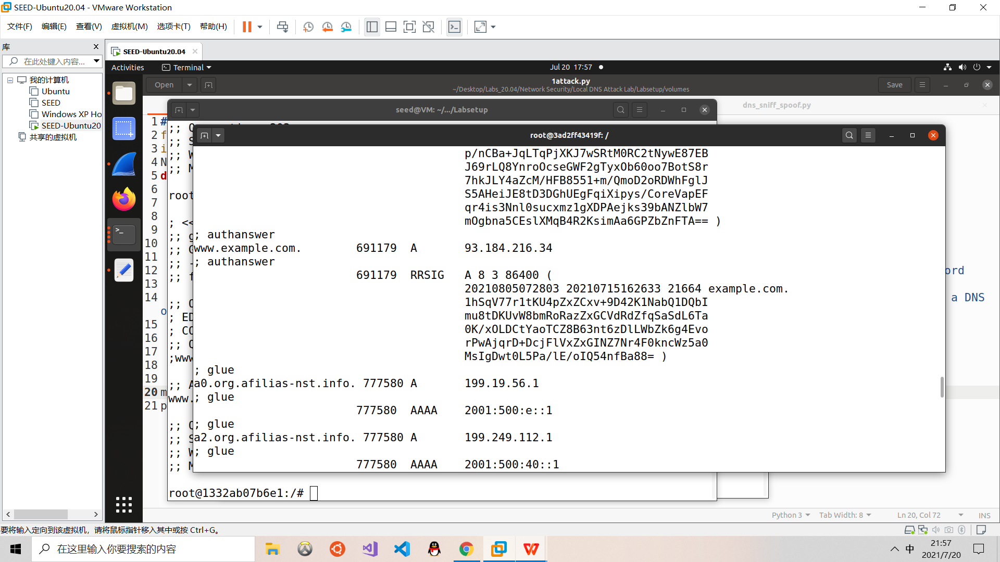 SEED-Ubuntu20.04 - VMware Workstation
文件(F) 编辑(E) 查看(V) 虚拟机(M) 选项卡(T) 帮助(H)
库
在此处键入内容...
我的计算机
Ubuntu
SEED
Windows XP Ho
SEED-Ubuntu20
共享的虚拟机
SEED-Ubuntu20.04
Activities Terminal Jul 20 17:57
Open 1attack.py Save
~/Desktop/Labs_20.04/Network Security/Local DNS Attack Lab/Labsetup/volumes
dns_sniff_spoof.py
seed@VM: ~/.../Labsetup
root@3ad2ff43419f: /
1 #
2 f
3 i
4 N
5 d
6
7
8
9
10
11
12
13
14
o
15
16
17
18
19
20 m
21 p
ord
a DNS
;; 
;; S
;; W
;; M
root
; <<
;; g
;; 
;; -
;; f
;; 
; ED
; CO
;; Q
;www
;; A
www.
;; Q
;; S
;; W
;; M
root@1332ab07b6e1:/#
p/nCBa+JqLTqPjXKJ7wSRtM0RC2tNywE87EB
J69rLQ8YnroOcseGWF2gTyxOb60oo7BotS8r
7hkJLY4aZcM/HFB8551+m/QmoD2oRDWhFglJ
S5AHeiJE8tD3DGhUEgFqiXipys/CoreVapEF
qr4is3Nnl0sucxmz1gXDPAejks39bANZlbW7
mOgbna5CEslXMqB4R2KsimAa6GPZbZnFTA== )
; authanswer
www.example.com. 691179 A 93.184.216.34
; authanswer
691179 RRSIG A 8 3 86400 (
20210805072803 20210715162633 21664 example.com.
1hSqV77r1tKU4pZxZCxv+9D42K1NabQ1DQbI
mu8tDKUvW8bmRoRazZxGCVdRdZfqSaSdL6Ta
0K/xOLDCtYaoTCZ8B63nt6zDlLWbZk6g4Evo
rPwAjqrD+DcjFlVxZxGINZ7Nr4F0kncWz5a0
MsIgDwt0L5Pa/lE/oIQ54nfBa88= )
; glue
a0.org.afilias-nst.info. 777580 A 199.19.56.1
; glue
777580 AAAA 2001:500:e::1
; glue
a2.org.afilias-nst.info. 777580 A 199.249.112.1
; glue
777580 AAAA 2001:500:40::1
Python 3 Tab Width: 8 Ln 20, Col 72 INS
要将输入定向到该虚拟机，请将鼠标指针移入其中或按 Ctrl+G。
在这里输入你要搜索的内容
中
21:57
2021/7/20